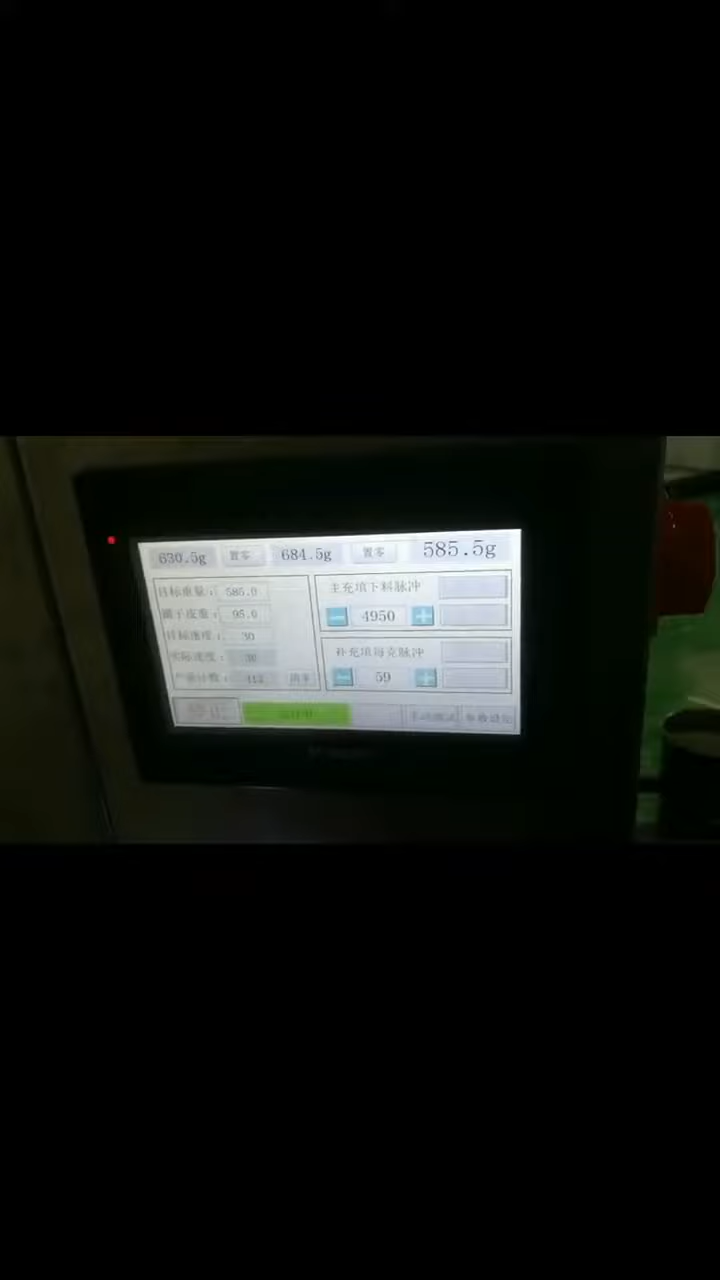 630.5g 置零 684.5g 置零 585.5g
目标重量: 585.0
罐子皮重: 95.0
目标速度: 30
实际速度: 30
产量计数: 清零
主充填下料脉冲
4950
补充填每克脉冲
59